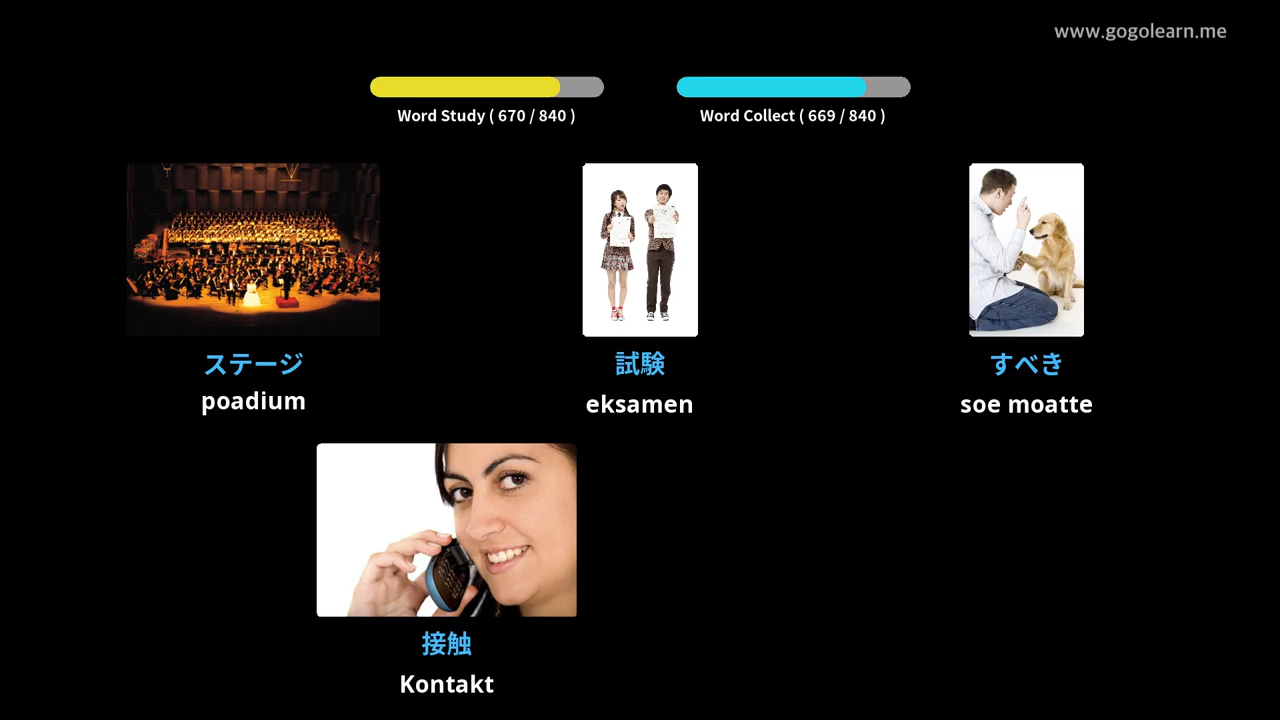 www.gogolearn.me
Word Study ( 670 / 840 )
Word Collect ( 669 / 840 )
ステージ
poadium
試験
eksamen
すべき
soe moatte
接触
Kontakt